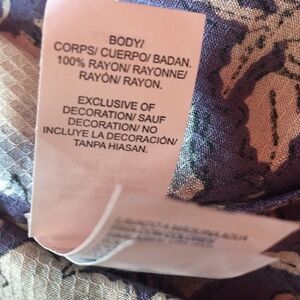 BODY/
CORPS/ CUERPO/ BADAN.
100% RAYON/ RAYONNE/
RAYÓN/ RAYON.
EXCLUSIVE OF
DECORATION/ SAUF
DECORATION/ NO
INCLUYE LA DECORACIÓN/
TANPA HIASAN.